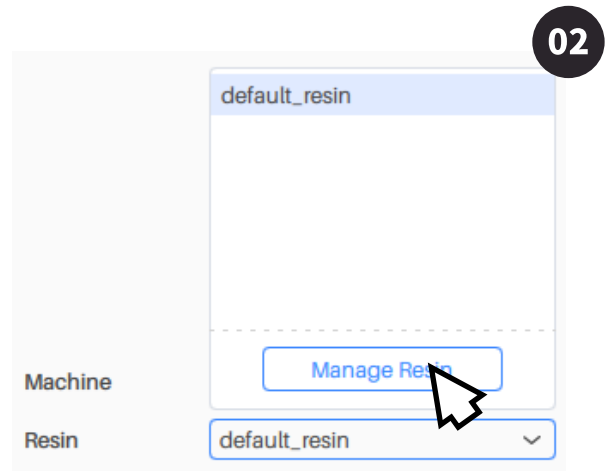 02
default_resin
Manage Resin
Machine
Resin
default_resin